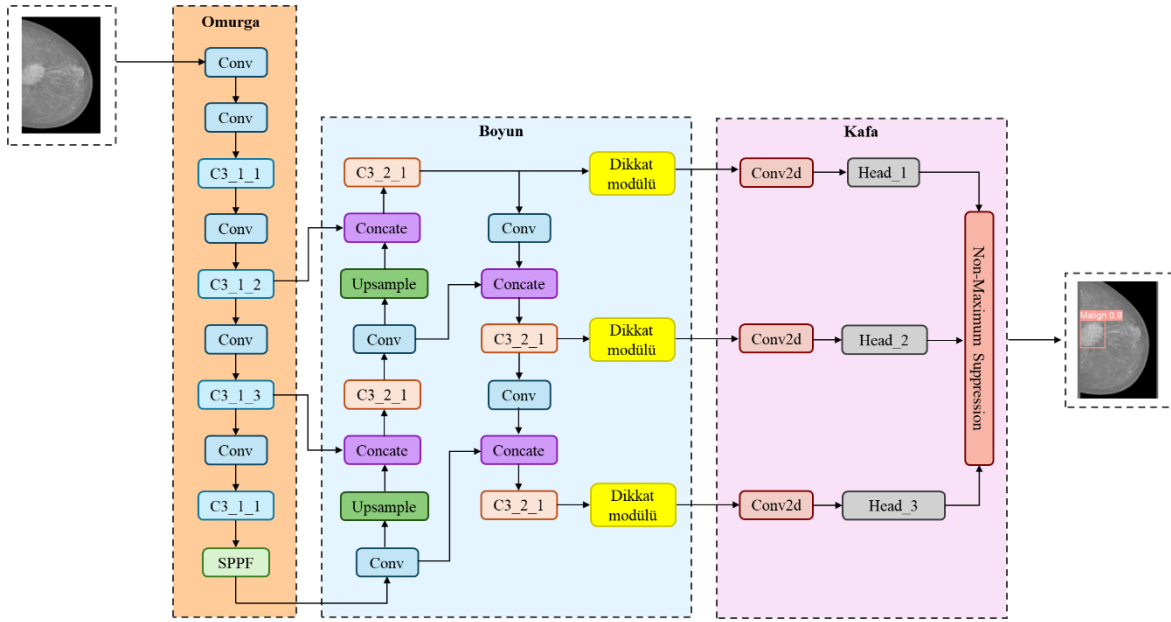 Omurga
Conv
Conv
C3_1_1
Conv
C3_1_2
Conv
C3_1_3
Conv
C3_1_1
SPPF
Boyun
C3_2_1
Concate
Upsample
Conv
C3_2_1
Concate
Upsample
Conv
Conv
Concate
C3_2_1
Conv
Concate
C3_2_1
Dikkat
modülü
Dikkat
modülü
Dikkat
modülü
Kafa
Conv2d
Head_1
Conv2d
Head_2
Conv2d
Head_3
Non-Maximum Suppression
Malign 0.9